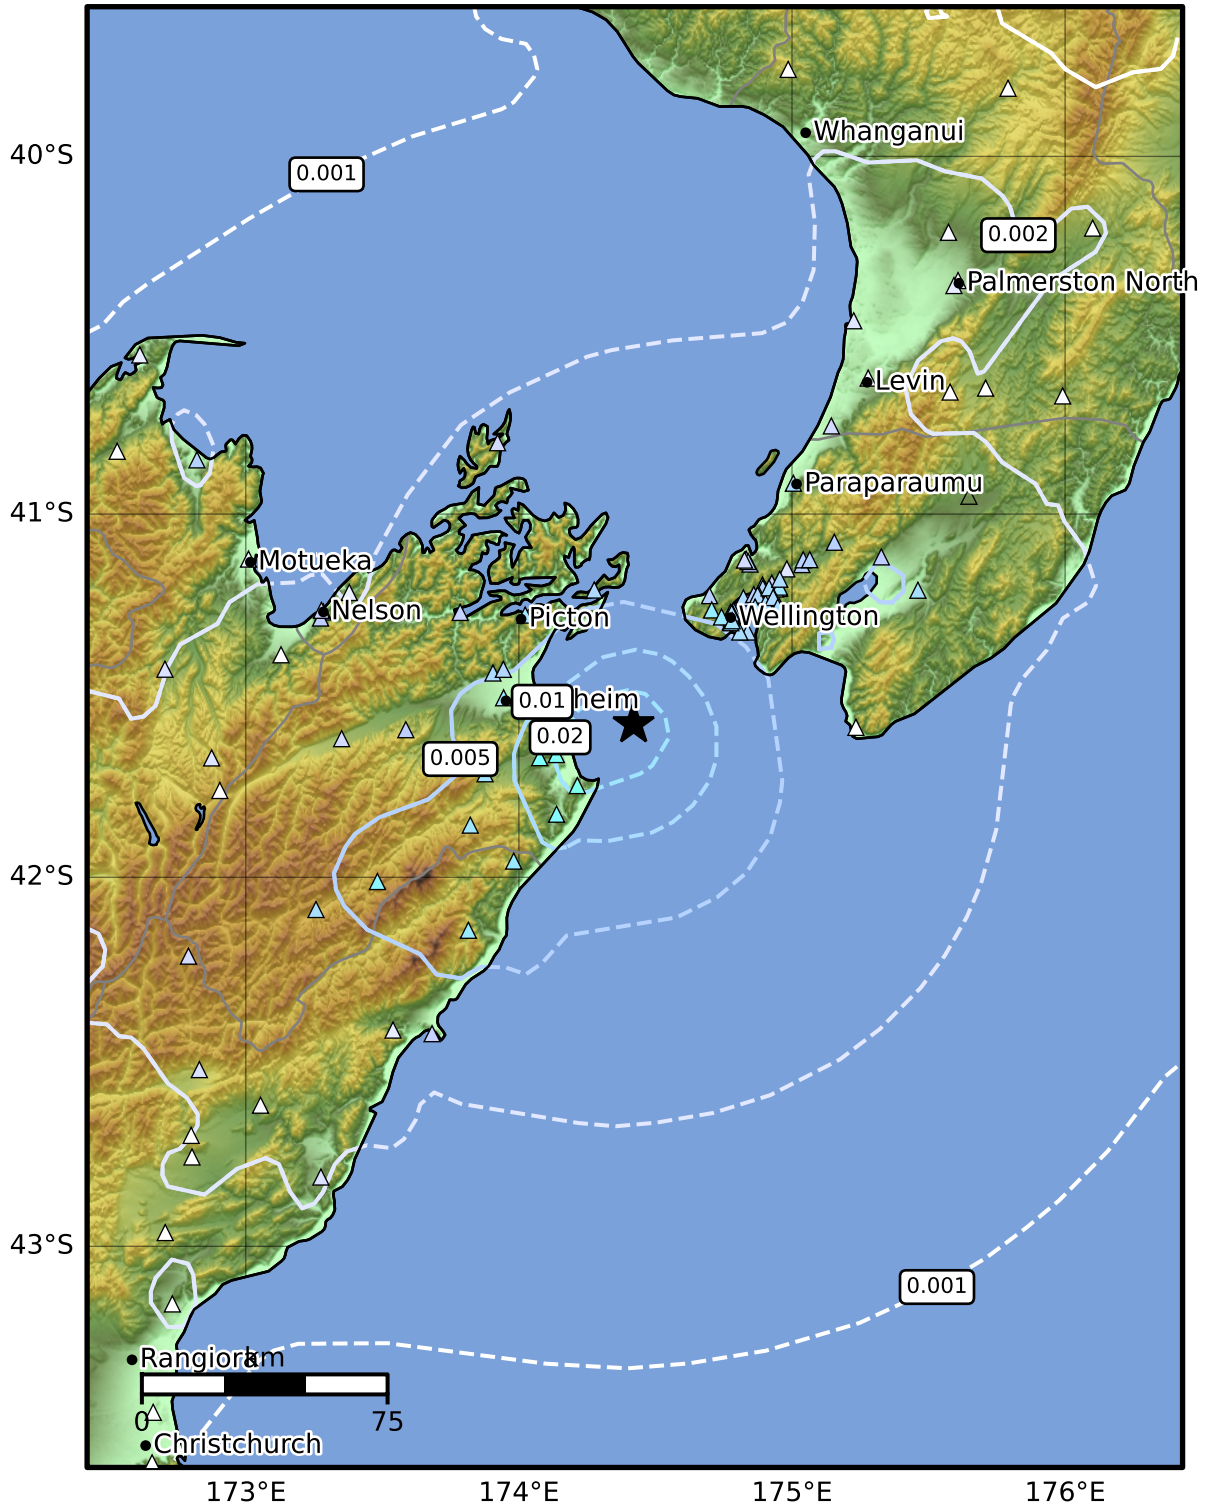 Whanganui
40°S
0.001
0.002
Palmerston North
Levin
Paraparaumu
41°S
Motueka
Nelson
Picton
Wellington
0.01
heim
0.02
0.005
42°S
43°S
0.001
Rangiora
km
0
75
Christchurch
173°E
174°E
175°E
176°E